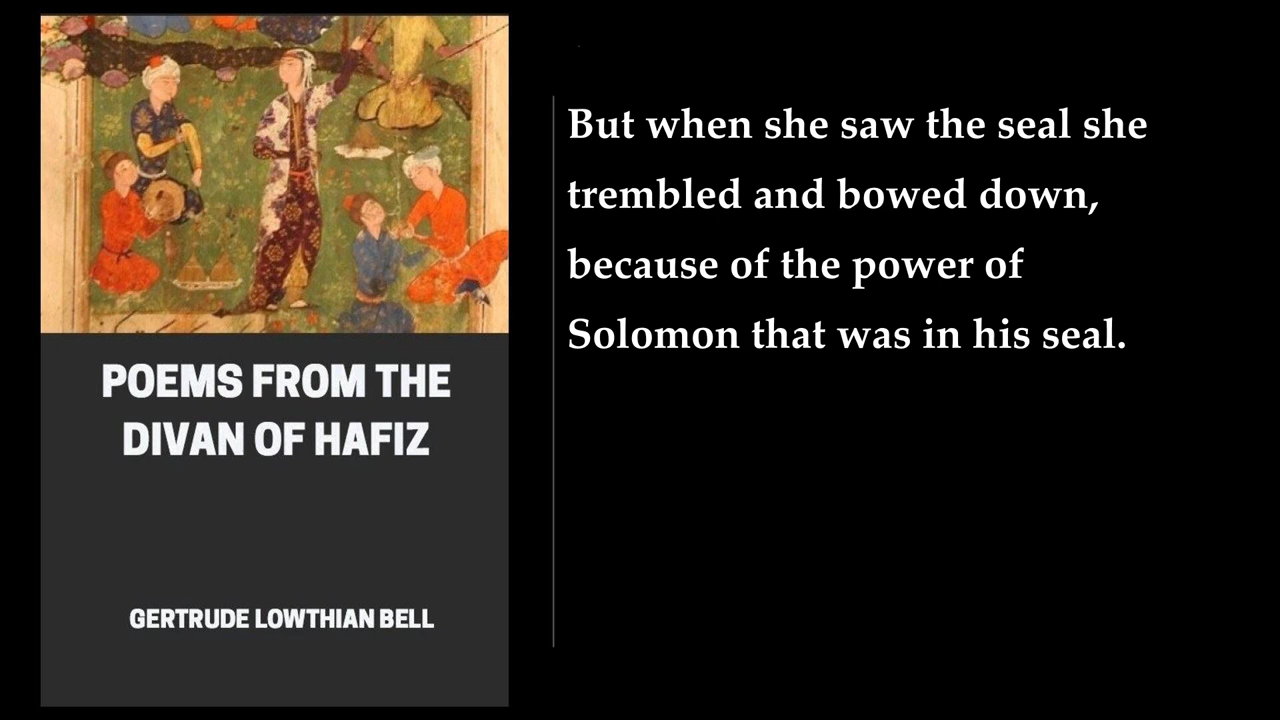 POEMS FROM THE
DIVAN OF HAFIZ
GERTRUDE LOWTHIAN BELL
But when she saw the seal she
trembled and bowed down,
because of the power of
Solomon that was in his seal.